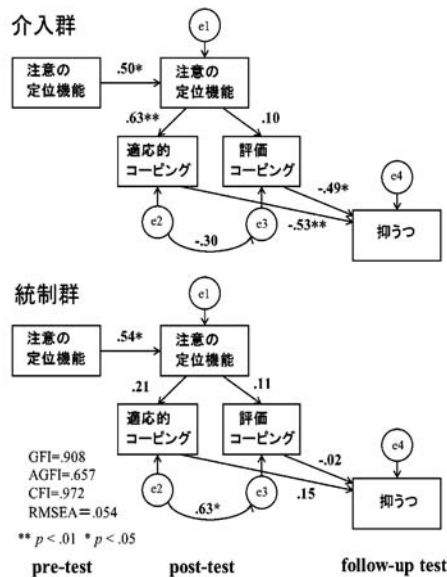 介入群
e1
注意の
定位機能
.50*
注意の
定位機能
.63**
.10
適応的
コーピング
評価
コーピング
-.49*
e4
e2
e3
-.53**
-.30
抑うつ
統制群
e1
注意の
定位機能
.54*
注意の
定位機能
.21
.11
適応的
コーピング
評価
コーピング
-.02
e4
GFI=.908
AGFI=.657
CFI=.972
RMSEA=.054
** p < .01 * p < .05
e2
e3
.15
.63*
抑うつ
pre-test
post-test
follow-up test